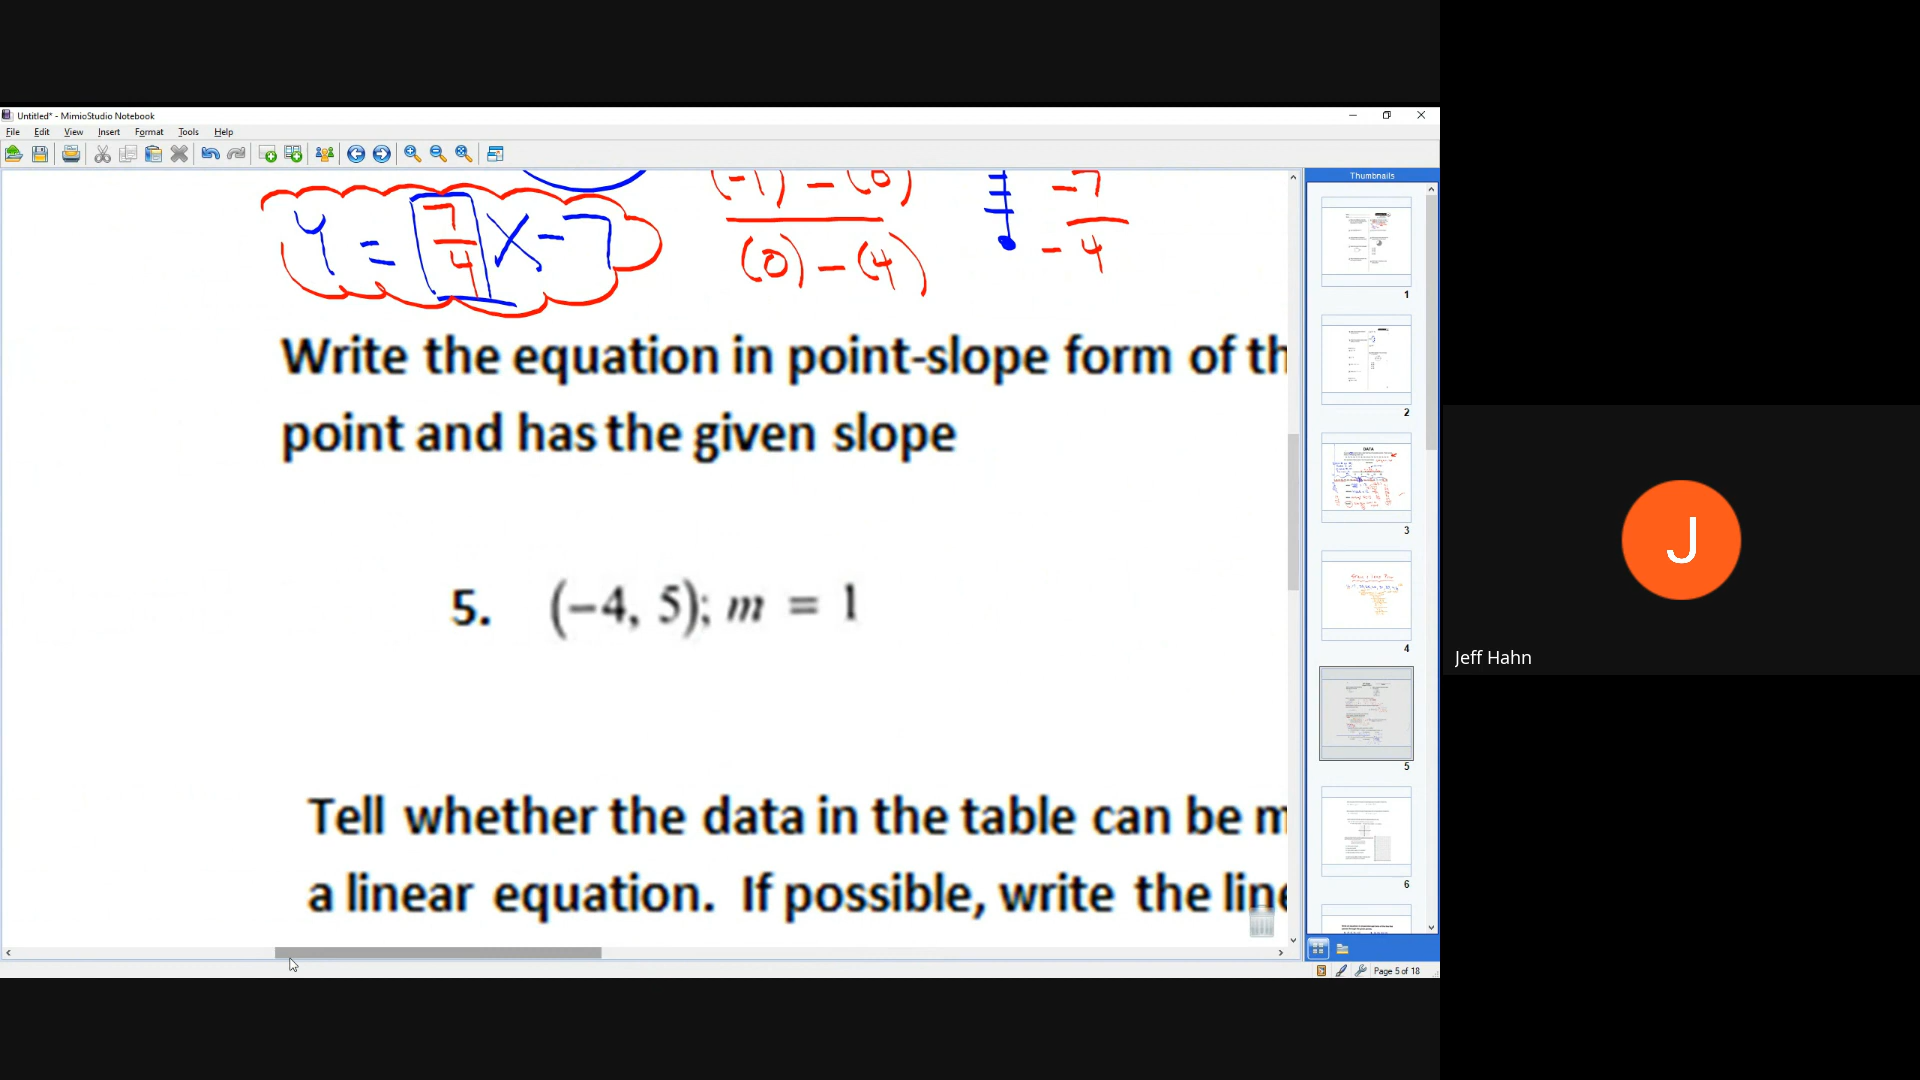 Untitled* - MimioStudio Notebook
File Edit View Insert Format Tools Help
Thumbnails
(-1) - (0)
(0) - (4)
-7
-4
Y = 7/4 X - 7
Write the equation in point-slope form of th
point and has the given slope
5. (−4, 5); m = 1
Tell whether the data in the table can be m
a linear equation. If possible, write the line
1
2
DATA
3
4
5
6
Page 5 of 18
J
Jeff Hahn